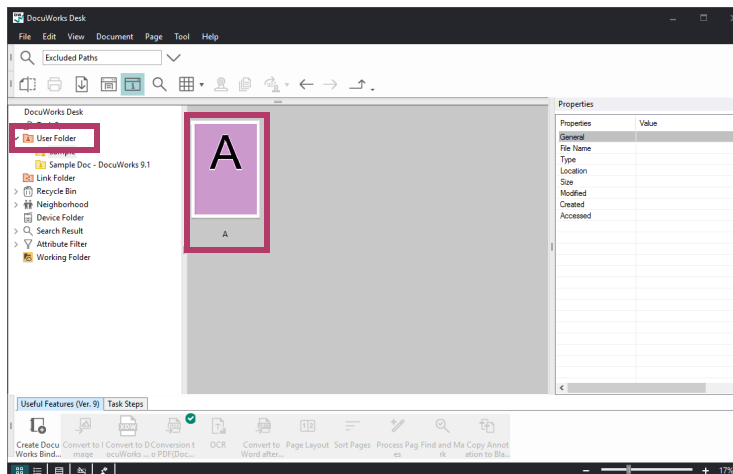 DocuWorks Desk
File Edit View Document Page Tool Help
Excluded Paths
DocuWorks Desk
User Folder
Sample
Sample Doc - DocuWorks 9.1
Link Folder
Recycle Bin
Neighborhood
Device Folder
Search Result
Attribute Filter
Working Folder
A
A
Properties
Properties Value
General
File Name
Type
Location
Size
Modified
Created
Accessed
Useful Features (Ver. 9) Task Steps
Create Docu Convert to I Convert to D Conversion t OCR Convert to Page Layout Sort Pages Process Pag Find and Ma Copy Annot
Works Bind... mage ocuWorks ... o PDF(Doc... Word after... es rk ation to Bla...
17%